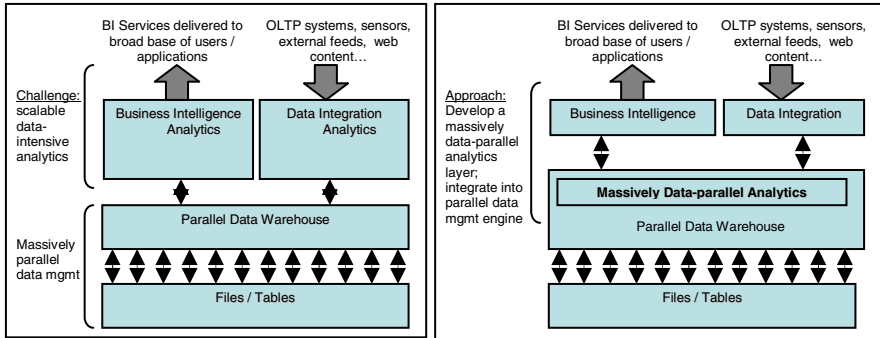 BI Services delivered to
broad base of users /
applications
OLTP systems, sensors,
external feeds, web
content…
Challenge:
scalable
data-
intensive
analytics
Business Intelligence
Analytics
Data Integration
Analytics
Parallel Data Warehouse
Massively
parallel
data mgmt
Files / Tables
BI Services delivered to
broad base of users /
applications
OLTP systems, sensors,
external feeds, web
content…
Approach:
Develop a
massively
data-parallel
analytics
layer;
integrate into
parallel data
mgmt engine
Business Intelligence
Data Integration
Massively Data-parallel Analytics
Parallel Data Warehouse
Files / Tables